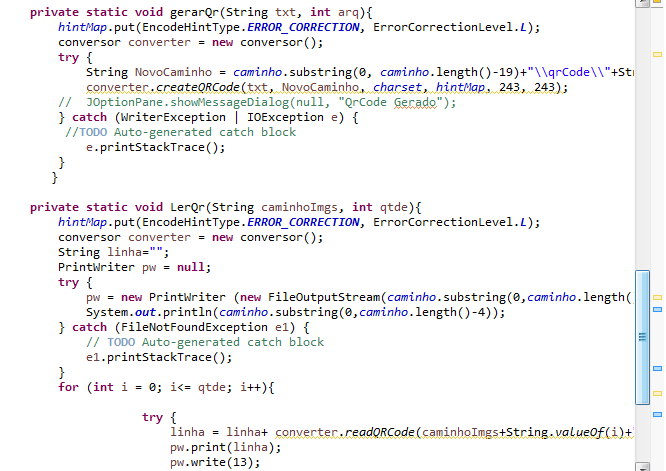 private static void gerarQr(String txt, int arq){
hintMap.put(EncodeHintType.ERROR_CORRECTION, ErrorCorrectionLevel.L);
conversor converter = new conversor();
try {
String NovoCaminho = caminho.substring(0, caminho.length()-19)+"\\qrCode\\"+Str
converter.createQRCode(txt, NovoCaminho, charset, hintMap, 243, 243);
// JOptionPane.showMessageDialog(null, "QrCode Gerado");
} catch (WriterException | IOException e) {
//TODO Auto-generated catch block
e.printStackTrace();
}
}
private static void LerQr(String caminhoImgs, int qtde){
hintMap.put(EncodeHintType.ERROR_CORRECTION, ErrorCorrectionLevel.L);
conversor converter = new conversor();
String linha="";
PrintWriter pw = null;
try {
pw = new PrintWriter (new FileOutputStream(caminho.substring(0,caminho.length(
System.out.println(caminho.substring(0,caminho.length()-4));
} catch (FileNotFoundException e1) {
// TODO Auto-generated catch block
e1.printStackTrace();
}
for (int i = 0; i<= qtde; i++){
try {
linha = linha+ converter.readQRCode(caminhoImgs+String.valueOf(i)+"
pw.print(linha);
pw.write(13);